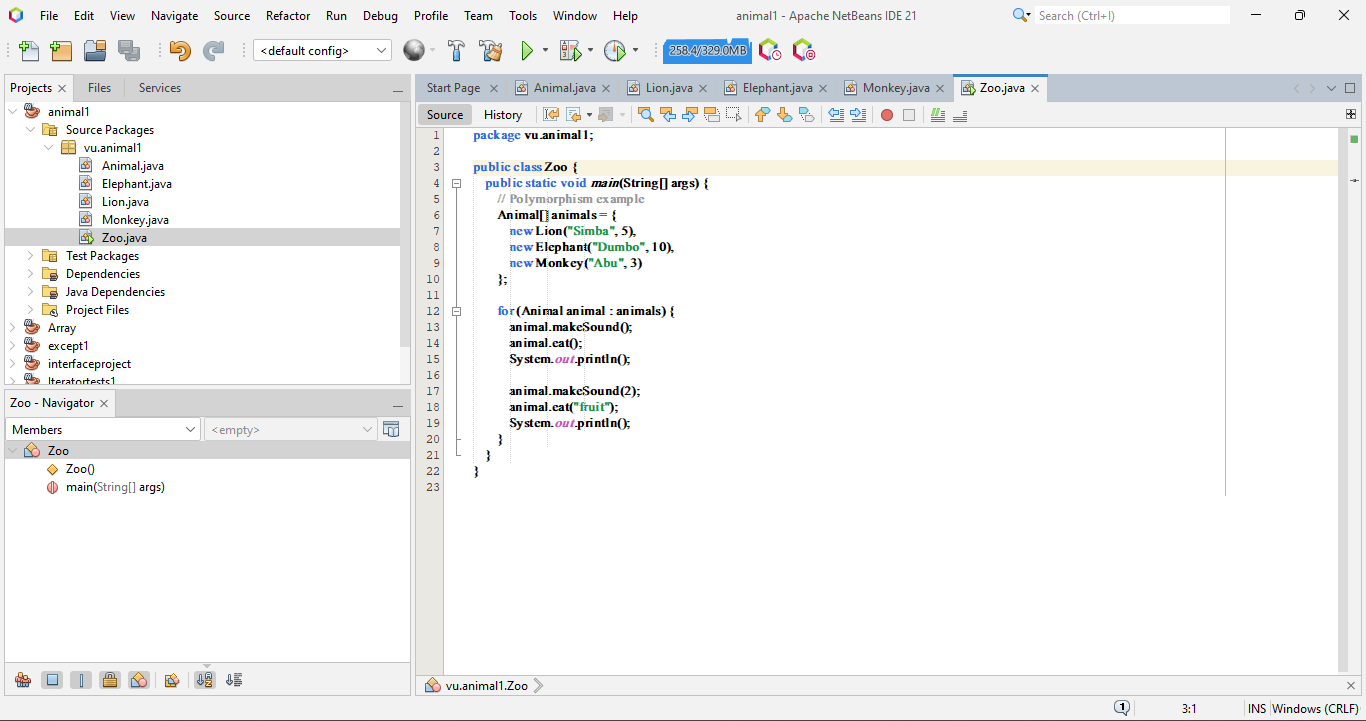 File Edit View Navigate Source Refactor Run Debug Profile Team Tools Window Help animal1 - Apache NetBeans IDE 21 Search (Ctrl+I)
<default config> 258.4/329.0MB
Projects Files Services
animal1
Source Packages
vu.animal1
Animal.java
Elephant.java
Lion.java
Monkey.java
Zoo.java
Test Packages
Dependencies
Java Dependencies
Project Files
Array
except1
interfaceproject
Iteratortests1
Zoo - Navigator
Members <empty>
Zoo
Zoo()
main(String[] args)
Start Page Animal.java Lion.java Elephant.java Monkey.java Zoo.java
Source History
1 package vu.animal1;
2
3 public class Zoo {
4 public static void main(String[] args) {
5 // Polymorphism example
6 Animal[] animals = {
7 new Lion("Simba", 5),
8 new Elephant("Dumbo", 10),
9 new Monkey("Abu", 3)
10 };
11
12 for (Animal animal : animals) {
13 animal.makeSound();
14 animal.eat();
15 System.out.println();
16
17 animal.makeSound(2);
18 animal.eat("fruit");
19 System.out.println();
20 }
21 }
22 }
23
vu.animal1.Zoo
1 3:1 INS Windows (CRLF)